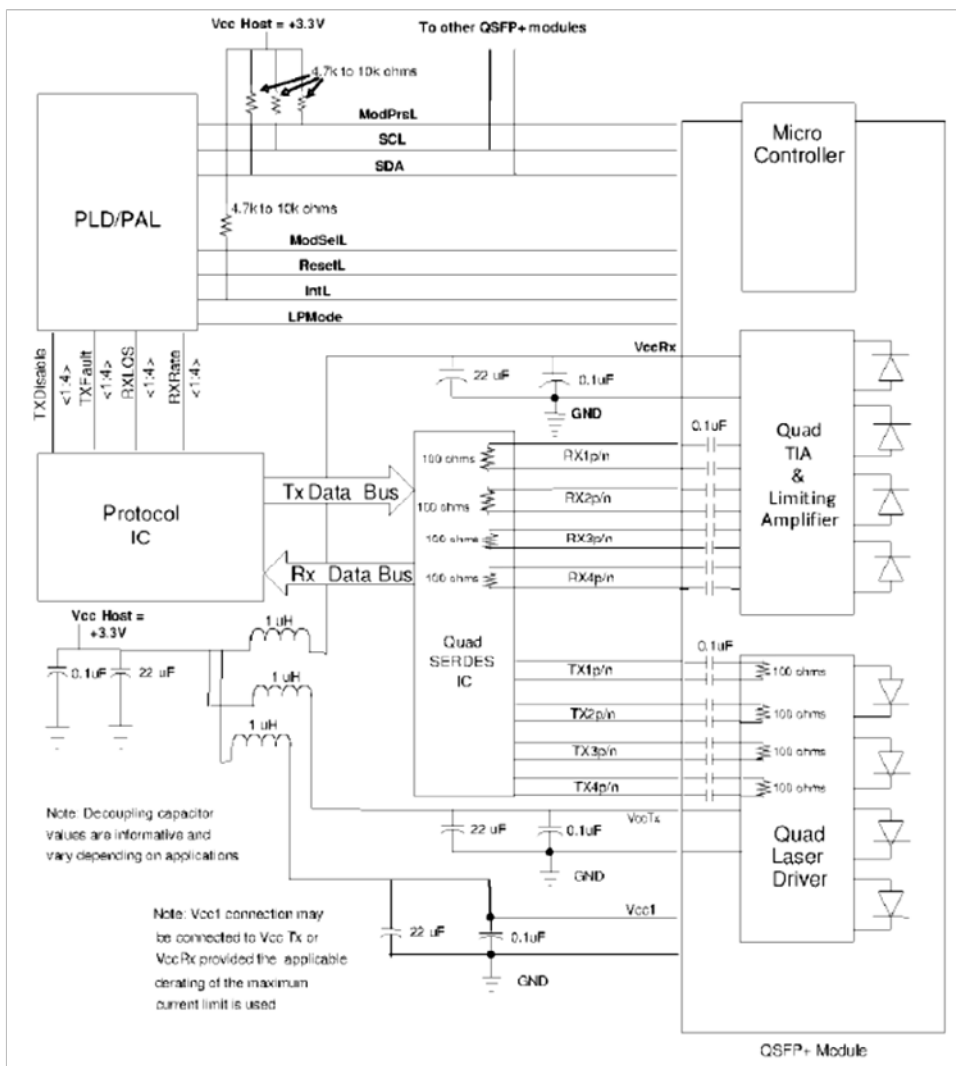 Vcc Host = +3.3V
To other QSFP+ modules
4.7k to 10k ohms
ModPrsL
SCL
SDA
PLD/PAL
4.7k to 10k ohms
ModSelL
ResetL
IntL
LPMode
Micro
Controller
TXDisable
<1:4>
TXFault
<1:4>
RXLOS
<1:4>
RXRate
<1:4>
VccRx
22 uF
0.1uF
GND
Protocol
IC
Tx Data Bus
Rx Data Bus
100 ohms
100 ohms
100 ohms
100 ohms
Quad
SERDES
IC
RX1p/n
RX2p/n
RX3p/n
RX4p/n
0.1uF
Quad
TIA
&
Limiting
Amplifier
Vcc Host =
+3.3V
0.1uF
22 uF
1 uH
1 uH
1 uH
TX1p/n
TX2p/n
TX3p/n
TX4p/n
0.1uF
100 ohms
100 ohms
100 ohms
100 ohms
Quad
Laser
Driver
VccTx
22 uF
0.1uF
GND
Note: Decoupling capacitor
values are informative and
vary depending on applications
Vcc1
22 uF
0.1uF
GND
Note: Vcc1 connection may
be connected to Vcc Tx or
VccRx provided the applicable
derating of the maximum
current limit is used
QSFP+ Module